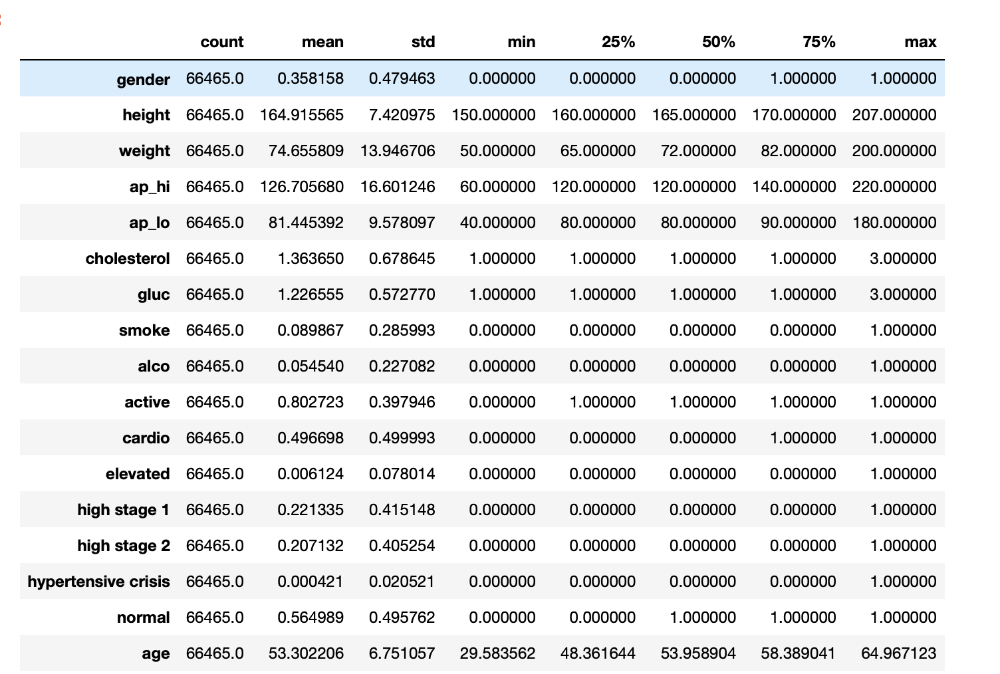 count mean std min 25% 50% 75% max
gender 66465.0 0.358158 0.479463 0.000000 0.000000 0.000000 1.000000 1.000000
height 66465.0 164.915565 7.420975 150.000000 160.000000 165.000000 170.000000 207.000000
weight 66465.0 74.655809 13.946706 50.000000 65.000000 72.000000 82.000000 200.000000
ap_hi 66465.0 126.705680 16.601246 60.000000 120.000000 120.000000 140.000000 220.000000
ap_lo 66465.0 81.445392 9.578097 40.000000 80.000000 80.000000 90.000000 180.000000
cholesterol 66465.0 1.363650 0.678645 1.000000 1.000000 1.000000 1.000000 3.000000
gluc 66465.0 1.226555 0.572770 1.000000 1.000000 1.000000 1.000000 3.000000
smoke 66465.0 0.089867 0.285993 0.000000 0.000000 0.000000 0.000000 1.000000
alco 66465.0 0.054540 0.227082 0.000000 0.000000 0.000000 0.000000 1.000000
active 66465.0 0.802723 0.397946 0.000000 1.000000 1.000000 1.000000 1.000000
cardio 66465.0 0.496698 0.499993 0.000000 0.000000 0.000000 1.000000 1.000000
elevated 66465.0 0.006124 0.078014 0.000000 0.000000 0.000000 0.000000 1.000000
high stage 1 66465.0 0.221335 0.415148 0.000000 0.000000 0.000000 0.000000 1.000000
high stage 2 66465.0 0.207132 0.405254 0.000000 0.000000 0.000000 0.000000 1.000000
hypertensive crisis 66465.0 0.000421 0.020521 0.000000 0.000000 0.000000 0.000000 1.000000
normal 66465.0 0.564989 0.495762 0.000000 0.000000 1.000000 1.000000 1.000000
age 66465.0 53.302206 6.751057 29.583562 48.361644 53.958904 58.389041 64.967123